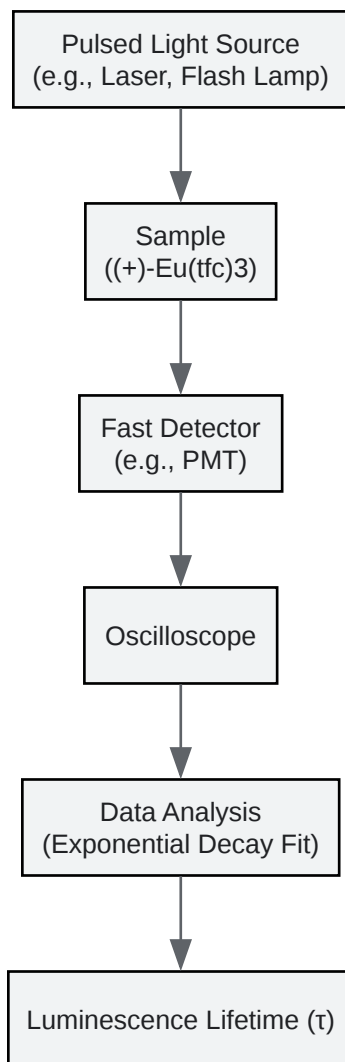 Pulsed Light Source
(e.g., Laser, Flash Lamp)
Sample
((+)-Eu(tfc)3)
Fast Detector
(e.g., PMT)
Oscilloscope
Data Analysis
(Exponential Decay Fit)
Luminescence Lifetime (τ)